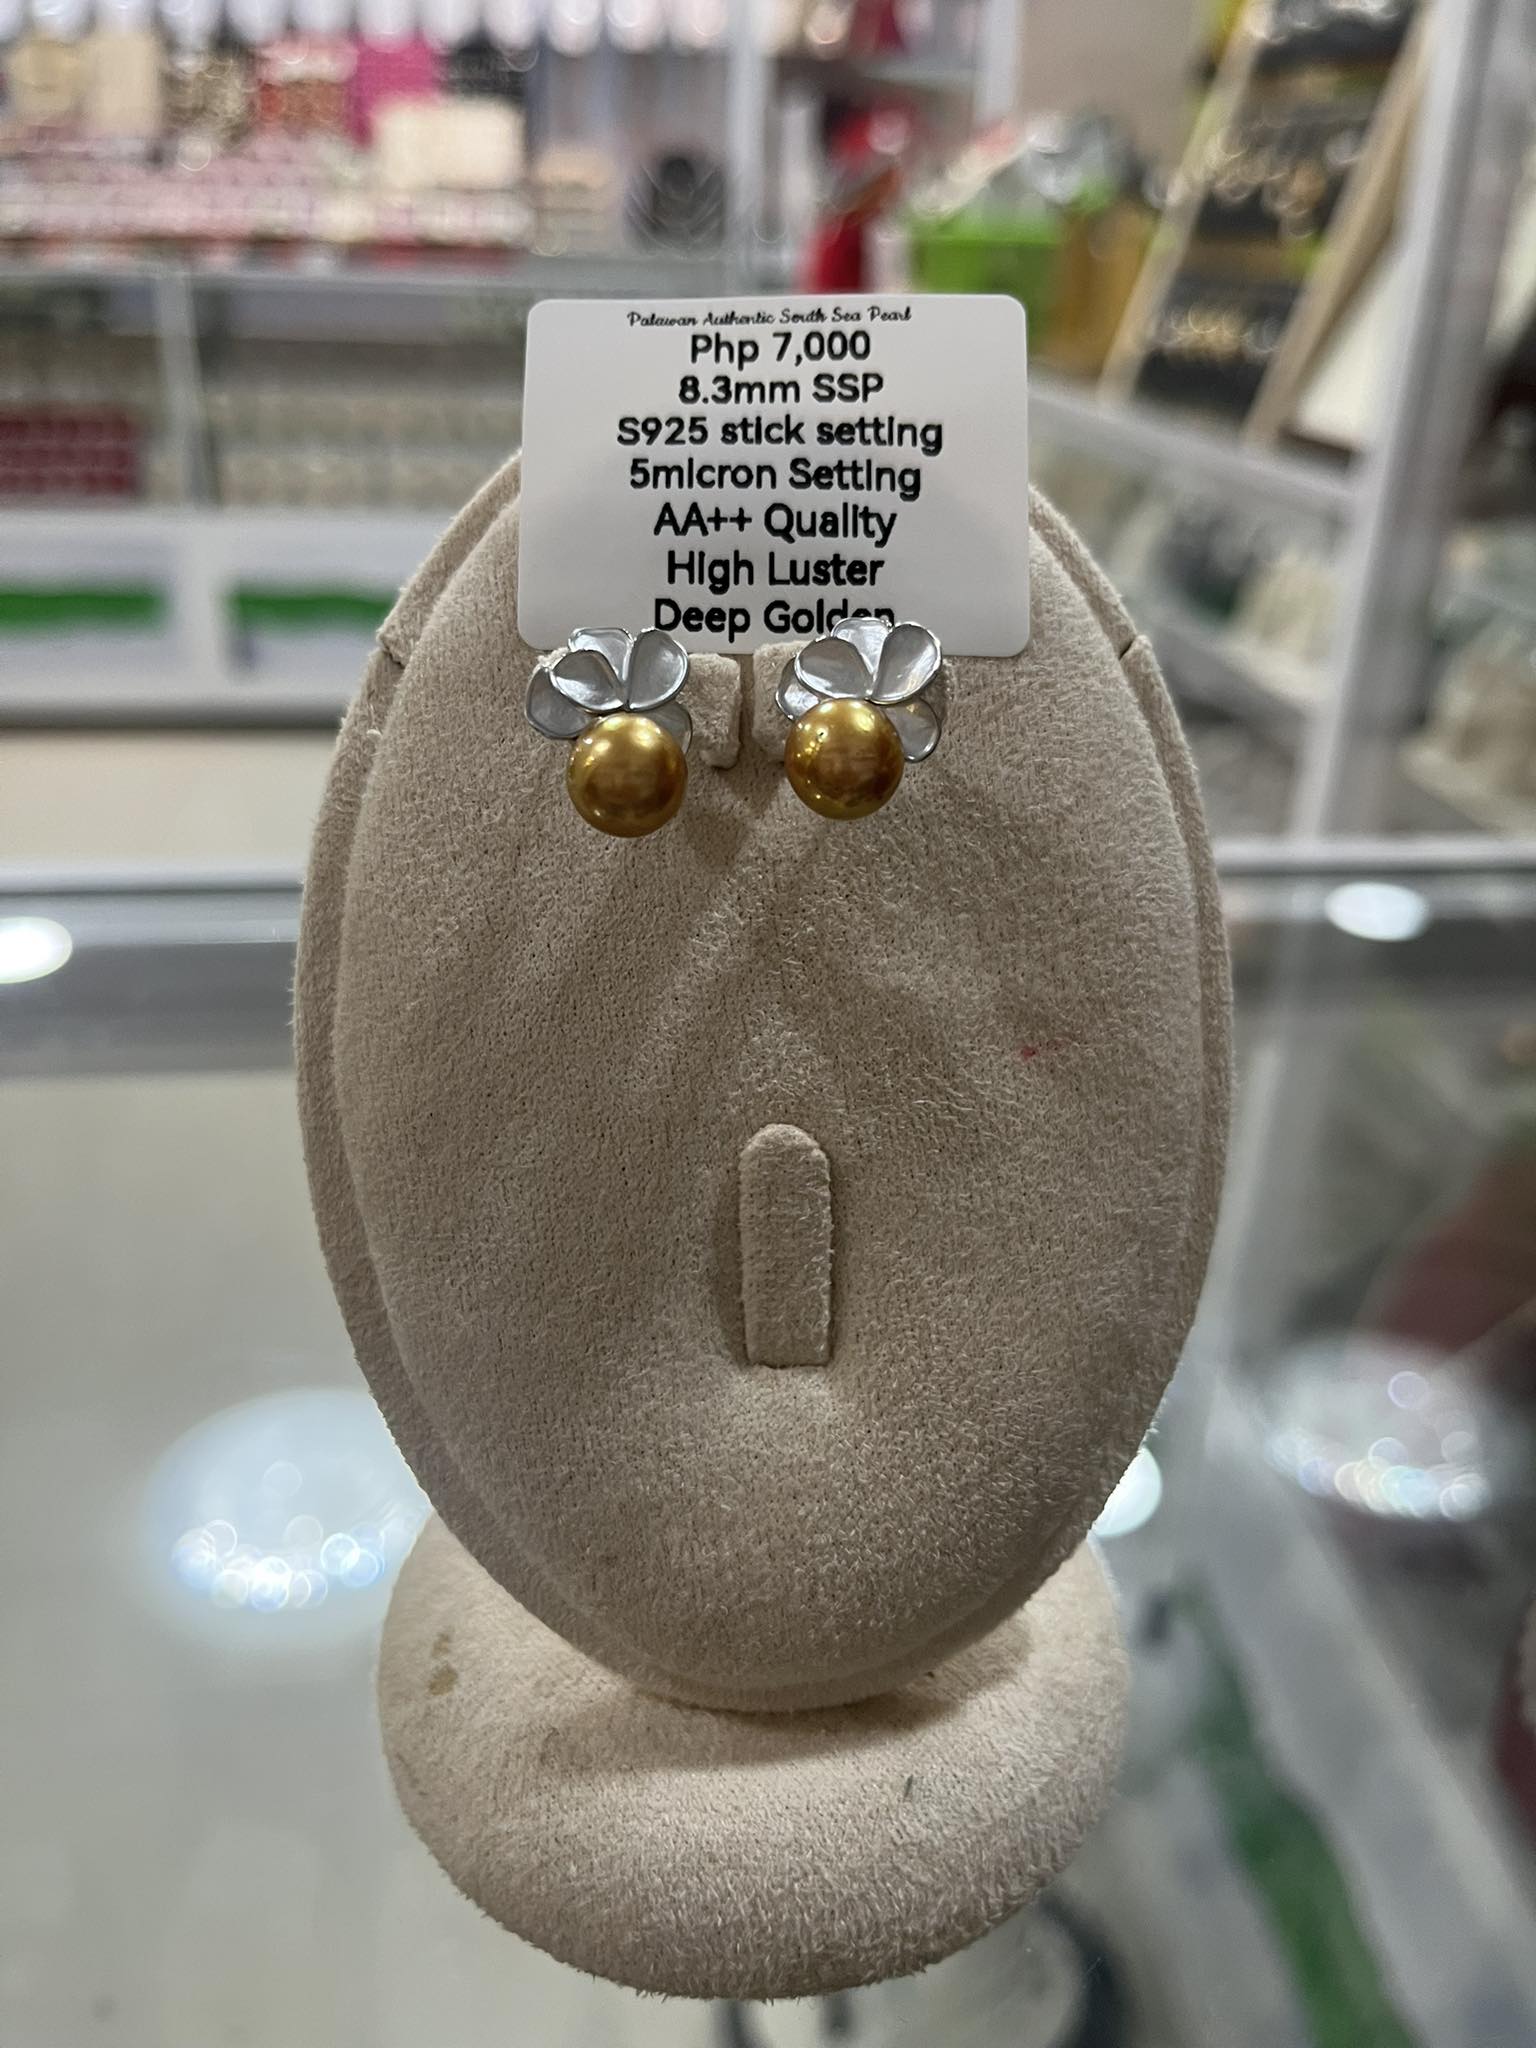 Palawan Authentic South Sea Pearl
Php 7,000
8.3mm SSP
S925 stick setting
5micron Setting
AA++ Quality
High Luster
Deep Golden